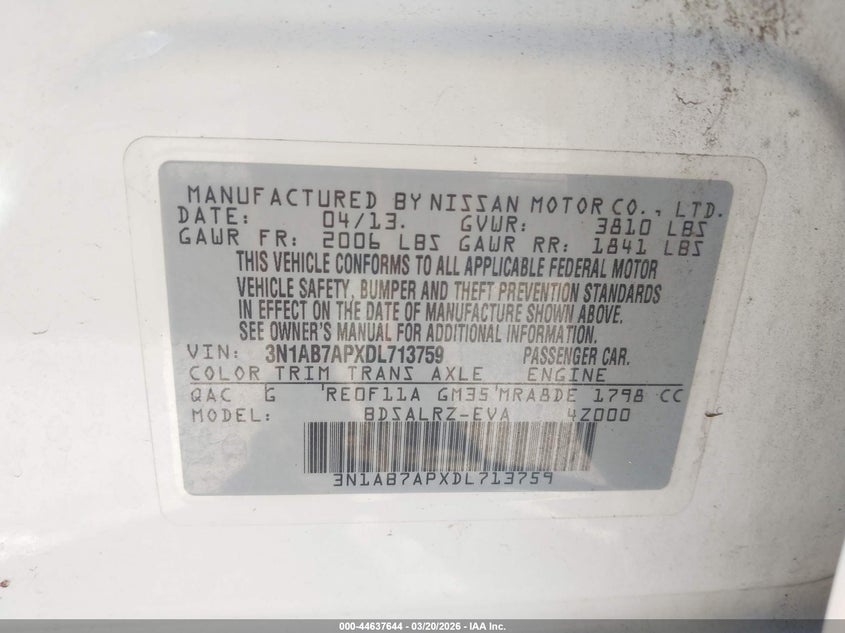 MANUFACTURED BY NISSAN MOTOR CO., LTD.
DATE: 04/13. GVWR: 3810 LBS
GAWR FR: 2006 LBS GAWR RR: 1841 LBS
THIS VEHICLE CONFORMS TO ALL APPLICABLE FEDERAL MOTOR
VEHICLE SAFETY, BUMPER AND THEFT PREVENTION STANDARDS
IN EFFECT ON THE DATE OF MANUFACTURE SHOWN ABOVE.
SEE OWNER'S MANUAL FOR ADDITIONAL INFORMATION.
VIN: 3N1AB7APXDL713759 PASSENGER CAR.
COLOR TRIM TRANS AXLE ENGINE
QAC G RE0F11A GM35 MRA8DE 1798 CC
MODEL: BDSALRZ-EVA 4Z000
3N1AB7APXDL713759
000-44637644 | 03/20/2026 – IAA Inc.